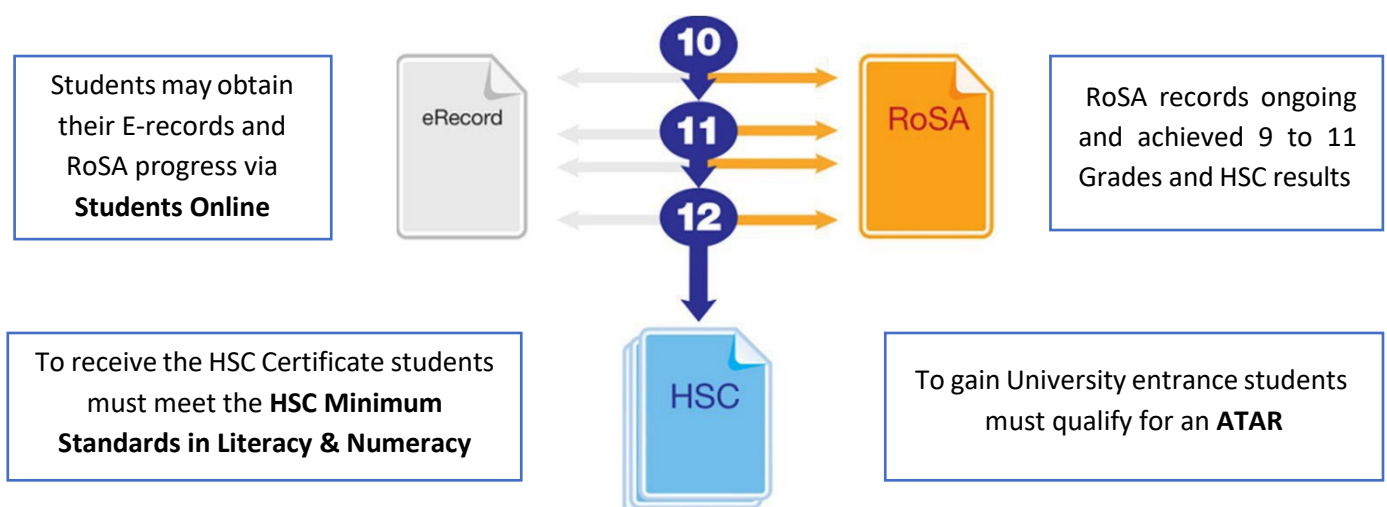 Students may obtain
their E-records and
RoSA progress via
Students Online
eRecord
10
11
12
RoSA
RoSA records ongoing
and achieved 9 to 11
Grades and HSC results
To receive the HSC Certificate students
must meet the HSC Minimum
Standards in Literacy & Numeracy
HSC
To gain University entrance students
must qualify for an ATAR